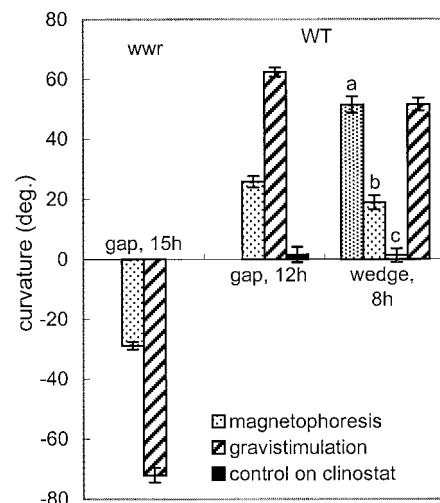 80
60
40
20
0
-20
-40
-60
-80
curvature (deg.)
wwr
WT
a
b
c
gap, 15h
gap, 12h
wedge,
8h
magnetophoresis
gravistimulation
control on clinostat